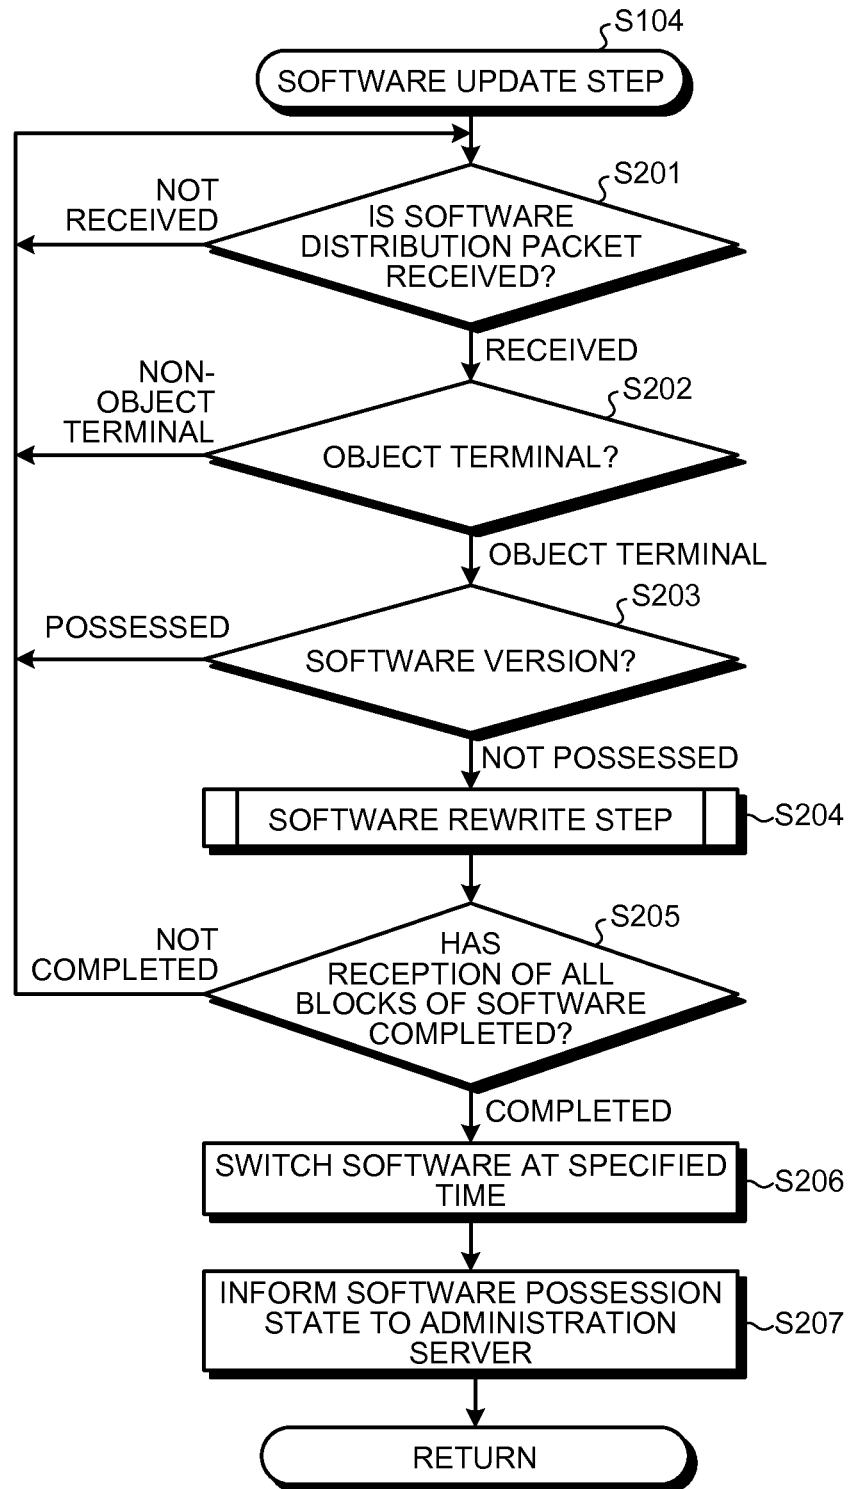 S104
SOFTWARE UPDATE STEP
S201
NOT
RECEIVED
IS SOFTWARE
DISTRIBUTION PACKET
RECEIVED?
RECEIVED
S202
NON-
OBJECT
TERMINAL
OBJECT TERMINAL?
OBJECT TERMINAL
S203
POSSESSED
SOFTWARE VERSION?
NOT POSSESSED
SOFTWARE REWRITE STEP
S204
S205
NOT
COMPLETED
HAS
RECEPTION OF ALL
BLOCKS OF SOFTWARE
COMPLETED?
COMPLETED
SWITCH SOFTWARE AT SPECIFIED
TIME
S206
INFORM SOFTWARE POSSESSION
STATE TO ADMINISTRATION
SERVER
S207
RETURN